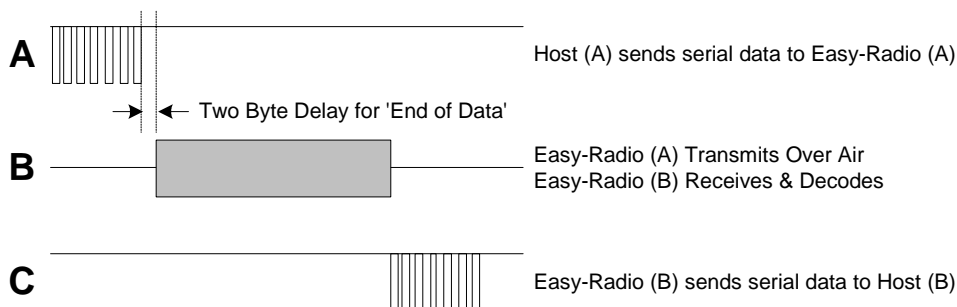 A
Host (A) sends serial data to Easy-Radio (A)
Two Byte Delay for 'End of Data'
B
Easy-Radio (A) Transmits Over Air
Easy-Radio (B) Receives & Decodes
C
Easy-Radio (B) sends serial data to Host (B)